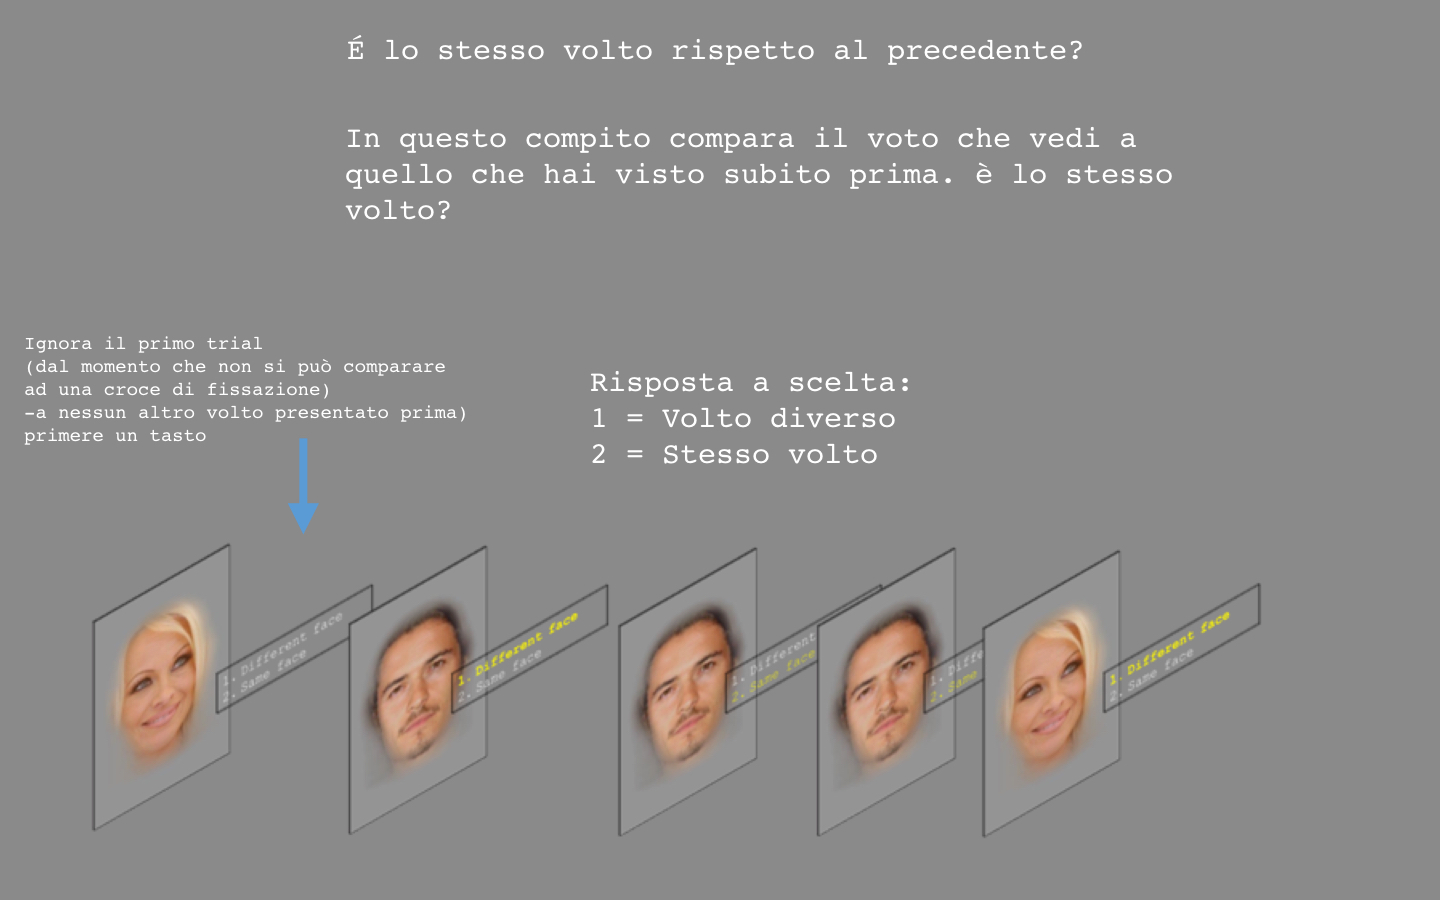 É lo stesso volto rispetto al precedente?
In questo compito compara il voto che vedi a
quello che hai visto subito prima. è lo stesso
volto?
Ignora il primo trial
(dal momento che non si può comparare
ad una croce di fissazione)
-a nessun altro volto presentato prima)
primere un tasto
Risposta a scelta:
1 = Volto diverso
2 = Stesso volto
1. Different face
2. Same face
1. Different face
2. Same face
1. Different
2. Same face
1. Diffe
2. Same
1. Different face
2. Same face